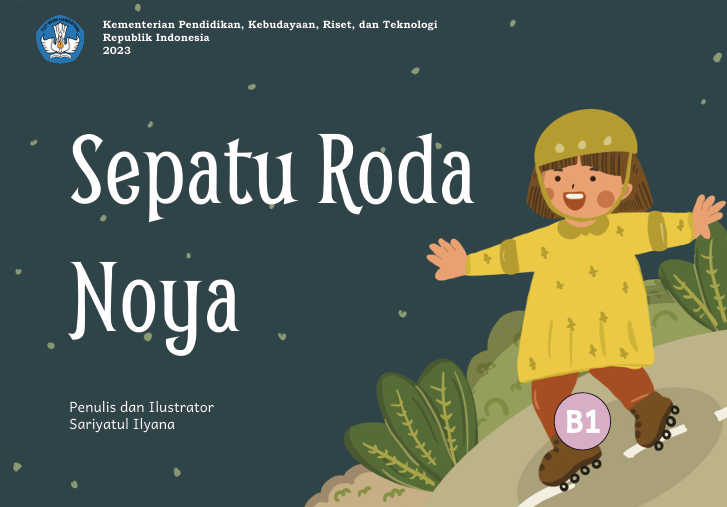 Kementerian Pendidikan, Kebudayaan, Riset, dan Teknologi
Republik Indonesia
2023
Sepatu Roda
Noya
Penulis dan Ilustrator
Sariyatul Ilyana
B1